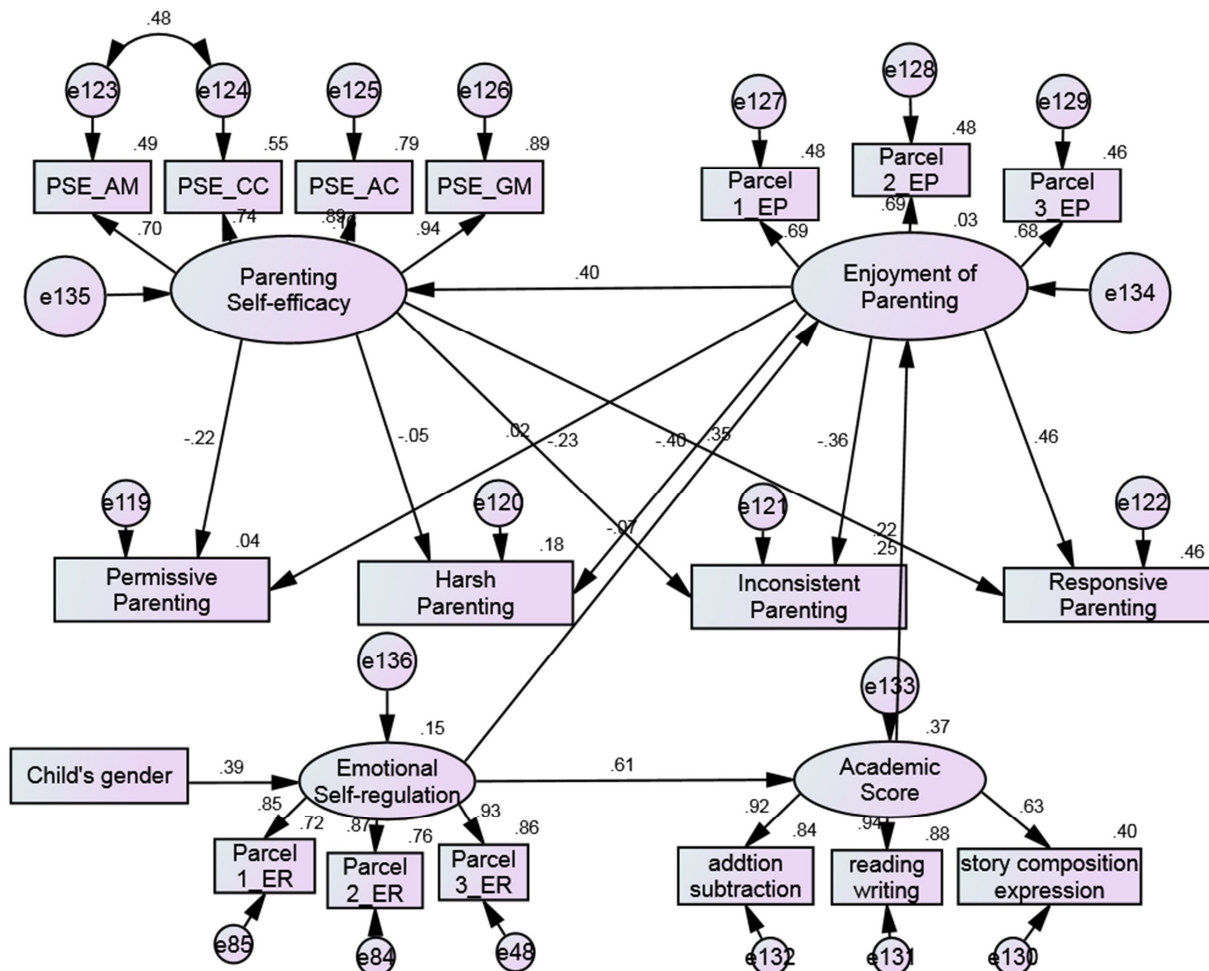 .48
e123
e124
e125
e126
e127
e128
e129
.49
.55
.79
.89
.48
.48
.46
PSE_AM
PSE_CC
PSE_AC
PSE_GM
Parcel
1_EP
Parcel
2_EP
Parcel
3_EP
.70
.74
.89
.94
.69
.69
.03
.68
e135
Parenting
Self-efficacy
.40
Enjoyment of
Parenting
e134
-.22
-.05
.02
-.23
-.40
.35
-.36
.46
e119
e120
-.07
e121
.22
.25
e122
.04
.18
.46
Permissive
Parenting
Harsh
Parenting
Inconsistent
Parenting
Responsive
Parenting
e136
e133
.15
.37
Child's gender
.39
Emotional
Self-regulation
.61
Academic
Score
.85
.72
.87
.76
.93
.86
.92
.84
.94
.88
.63
.40
Parcel
1_ER
Parcel
2_ER
Parcel
3_ER
addtion
subtraction
reading
writing
story composition
expression
e85
e84
e48
e132
e131
e130